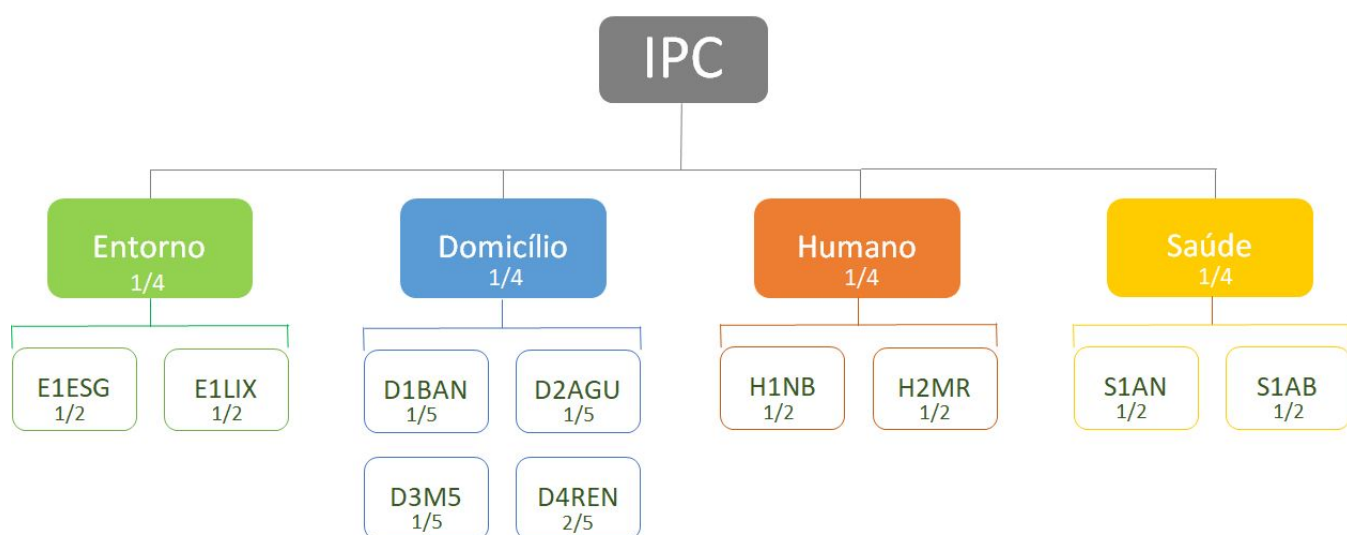 IPC
Entorno
1/4
Domicílio
1/4
Humano
1/4
Saúde
1/4
E1ESG
1/2
E1LIX
1/2
D1BAN
1/5
D2AGU
1/5
D3M5
1/5
D4REN
2/5
H1NB
1/2
H2MR
1/2
S1AN
1/2
S1AB
1/2